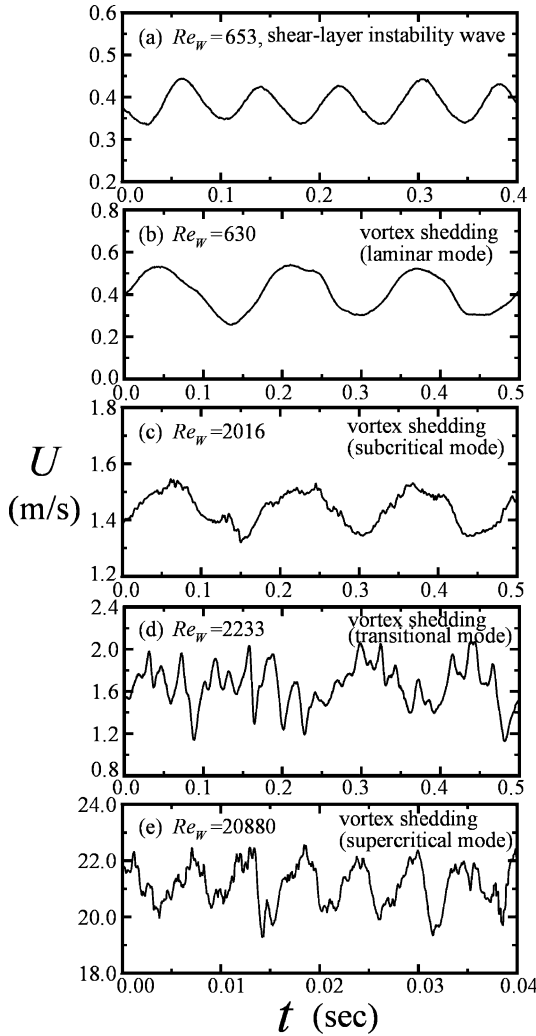 0.6
(a) Re_W=653, shear-layer instability wave
0.5
0.4
0.3
0.2
0.0 0.1 0.2 0.3 0.4
0.8
(b) Re_W=630 vortex shedding
(laminar mode)
0.6
0.4
0.2
0.0
0.0 0.1 0.2 0.3 0.4 0.5
1.8
(c) Re_W=2016 vortex shedding
(subcritical mode)
1.6
1.4
1.2
0.0 0.1 0.2 0.3 0.4 0.5
U
(m/s)
2.4
(d) Re_W=2233 vortex shedding
(transitional mode)
2.0
1.6
1.2
0.8
0.0 0.1 0.2 0.3 0.4 0.5
24.0
(e) Re_W=20880 vortex shedding
(supercritical mode)
22.0
20.0
18.0
0.00 0.01 0.02 0.03 0.04
t (sec)